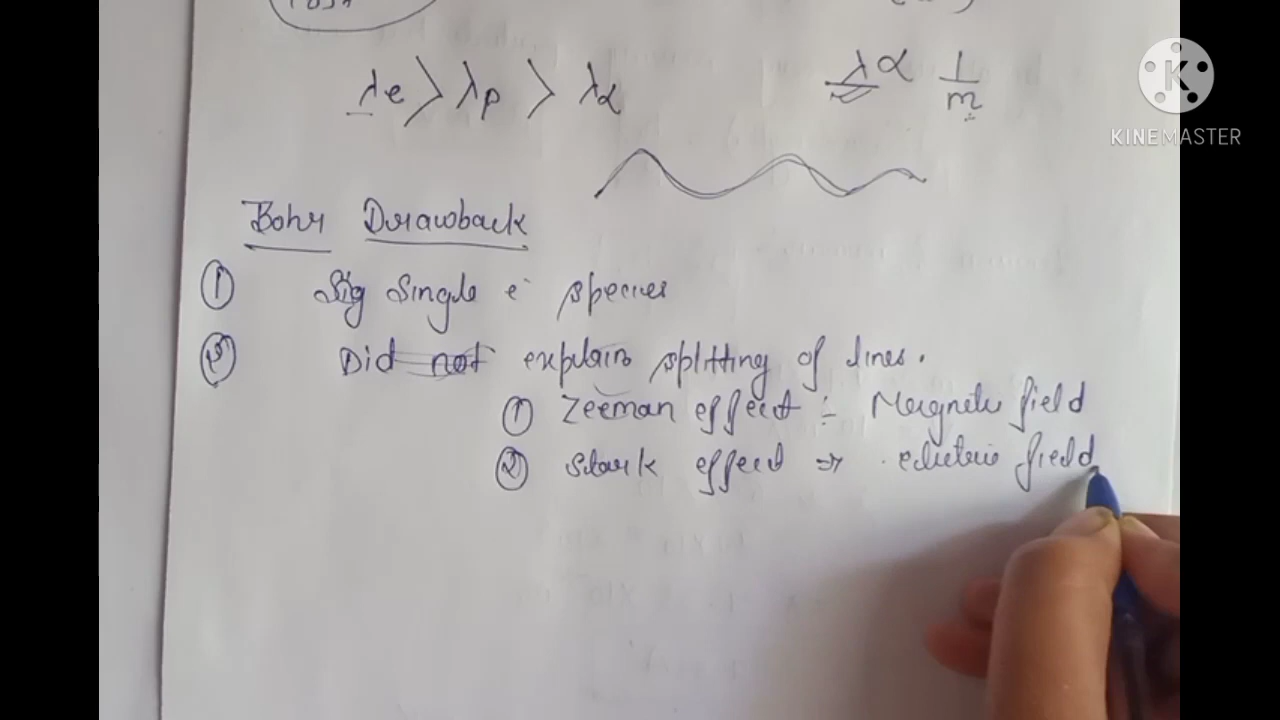 λe > λp > λα
λ α 1/m
K
KINEMASTER
Bohr Drawback
① Sig Single e⁻ species
② Did not explain splitting of lines.
① Zeeman effect :- Magnetic field
② Stark effect ⇒ electric field